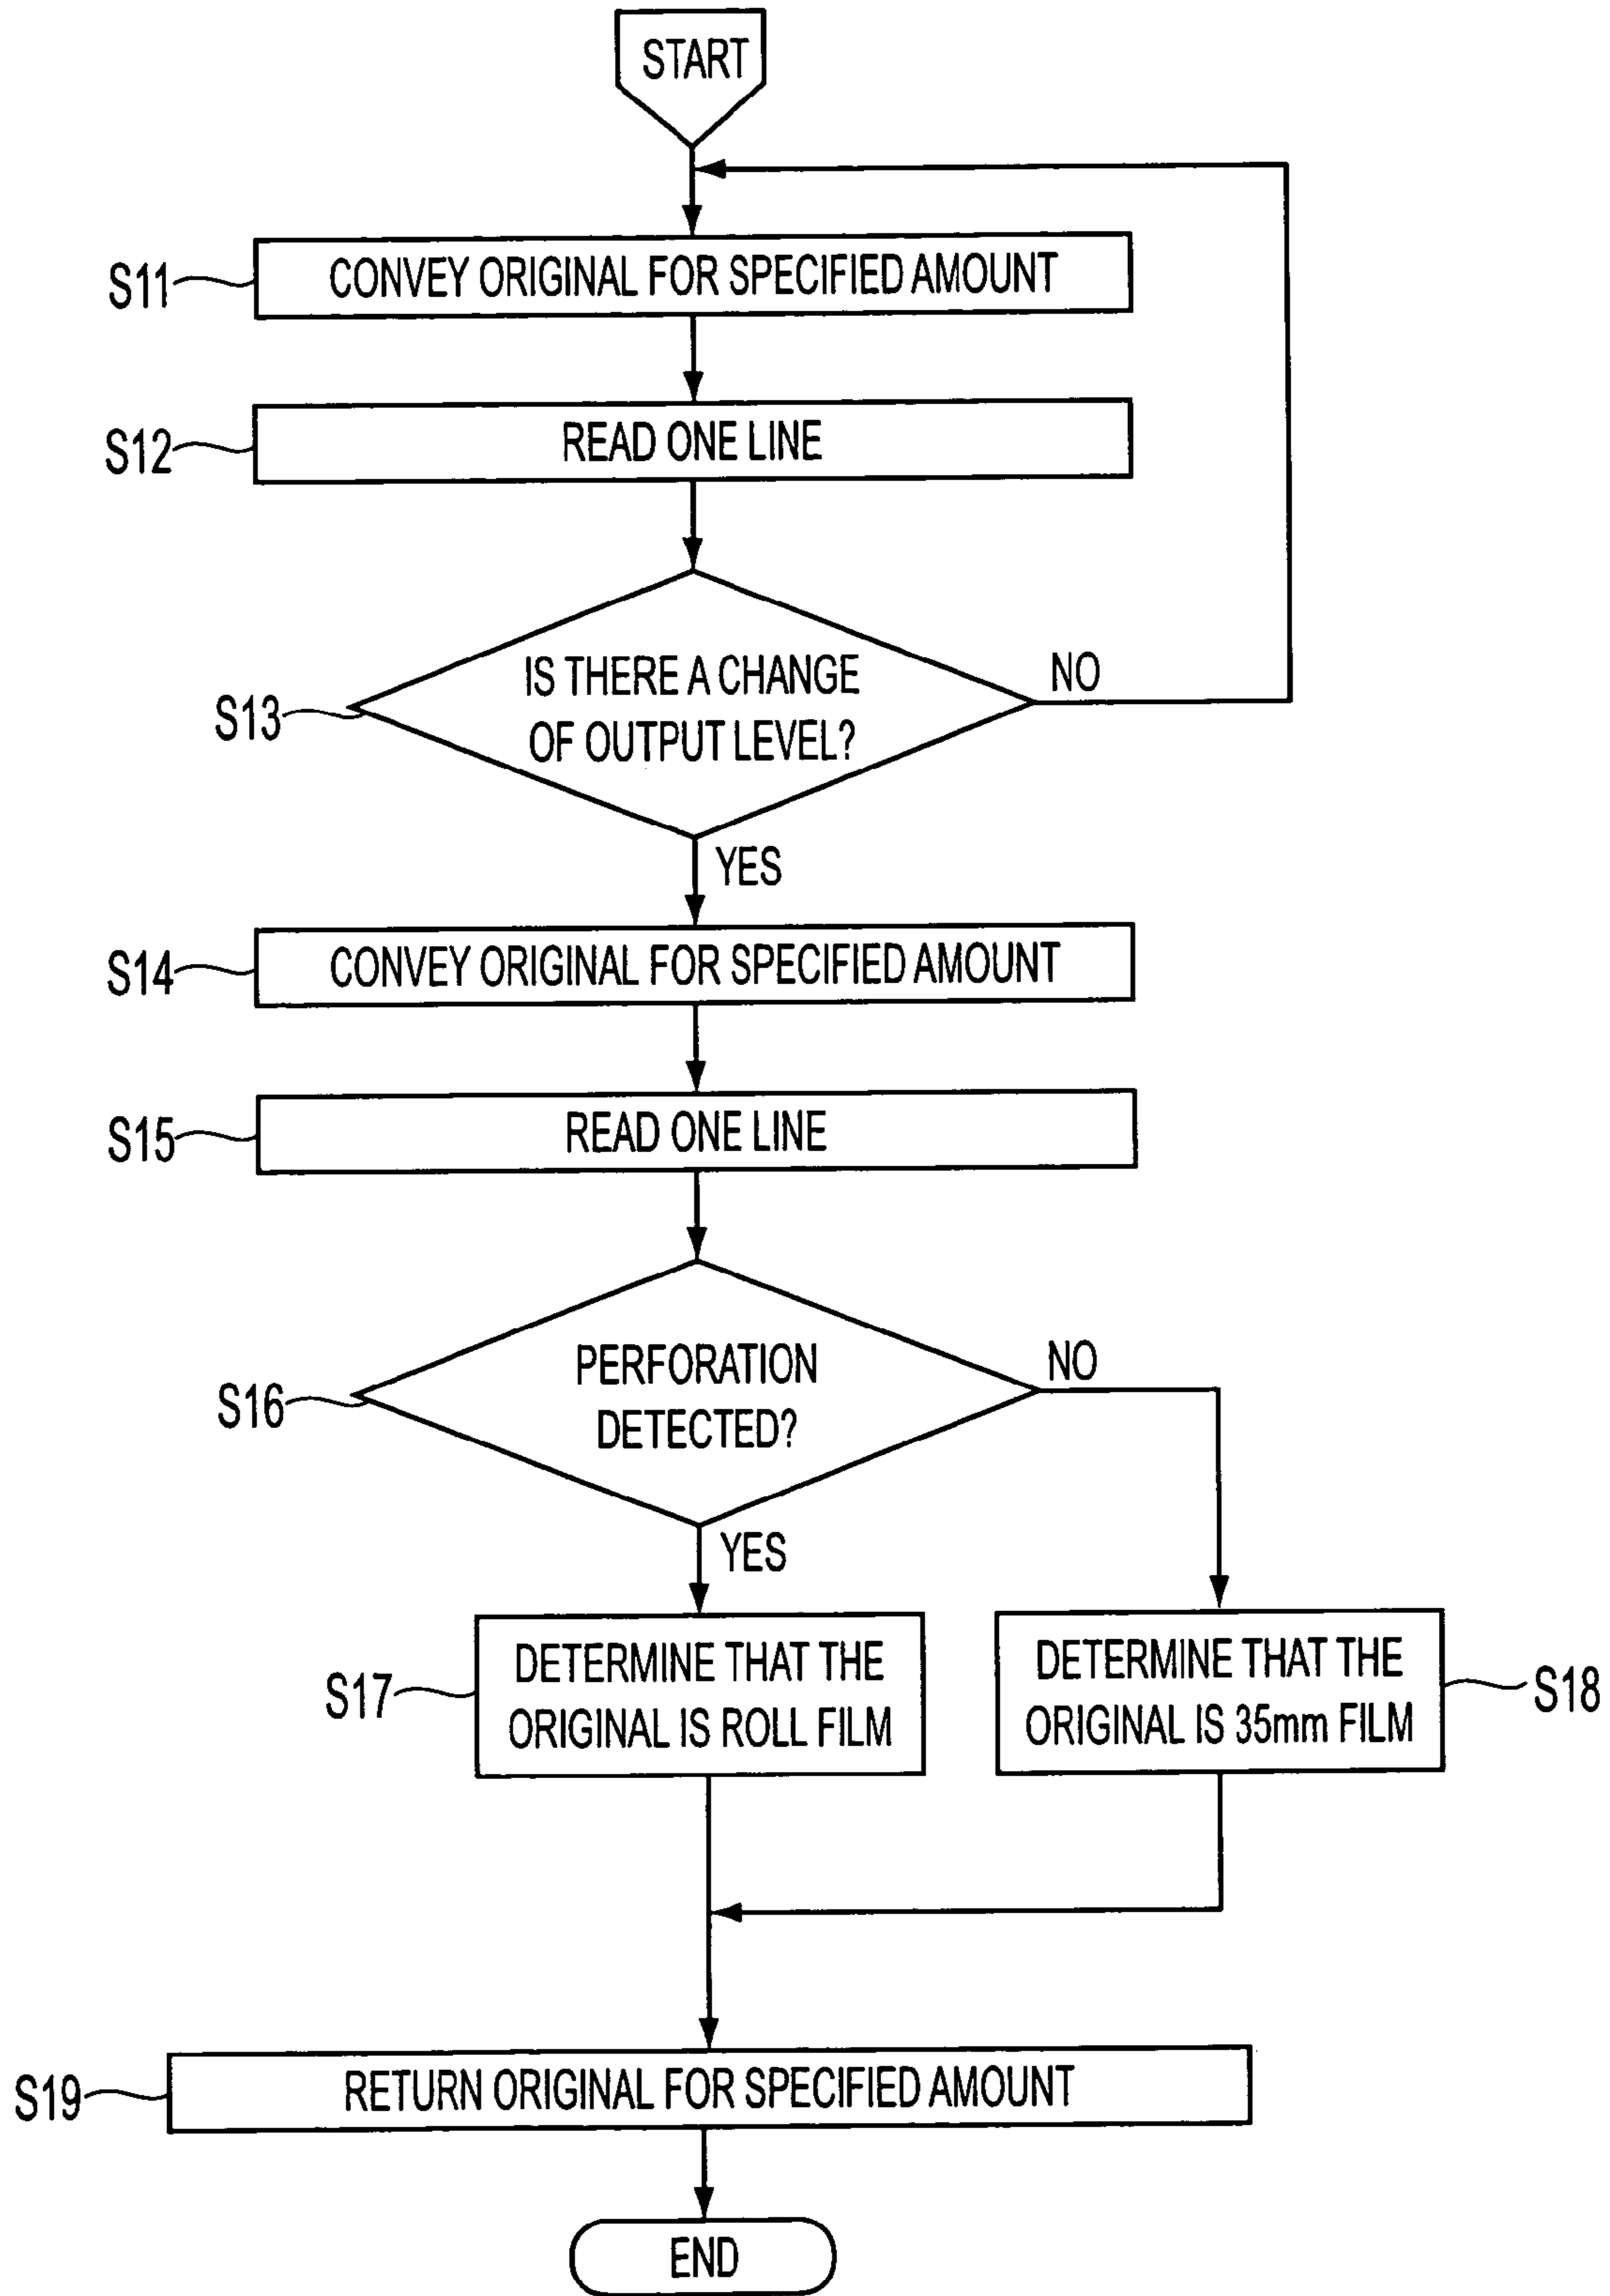 START
S11
CONVEY ORIGINAL FOR SPECIFIED AMOUNT
S12
READ ONE LINE
S13
IS THERE A CHANGE
OF OUTPUT LEVEL?
NO
YES
S14
CONVEY ORIGINAL FOR SPECIFIED AMOUNT
S15
READ ONE LINE
S16
PERFORATION
DETECTED?
NO
YES
S17
DETERMINE THAT THE
ORIGINAL IS ROLL FILM
DETERMINE THAT THE
ORIGINAL IS 35mm FILM
S18
S19
RETURN ORIGINAL FOR SPECIFIED AMOUNT
END